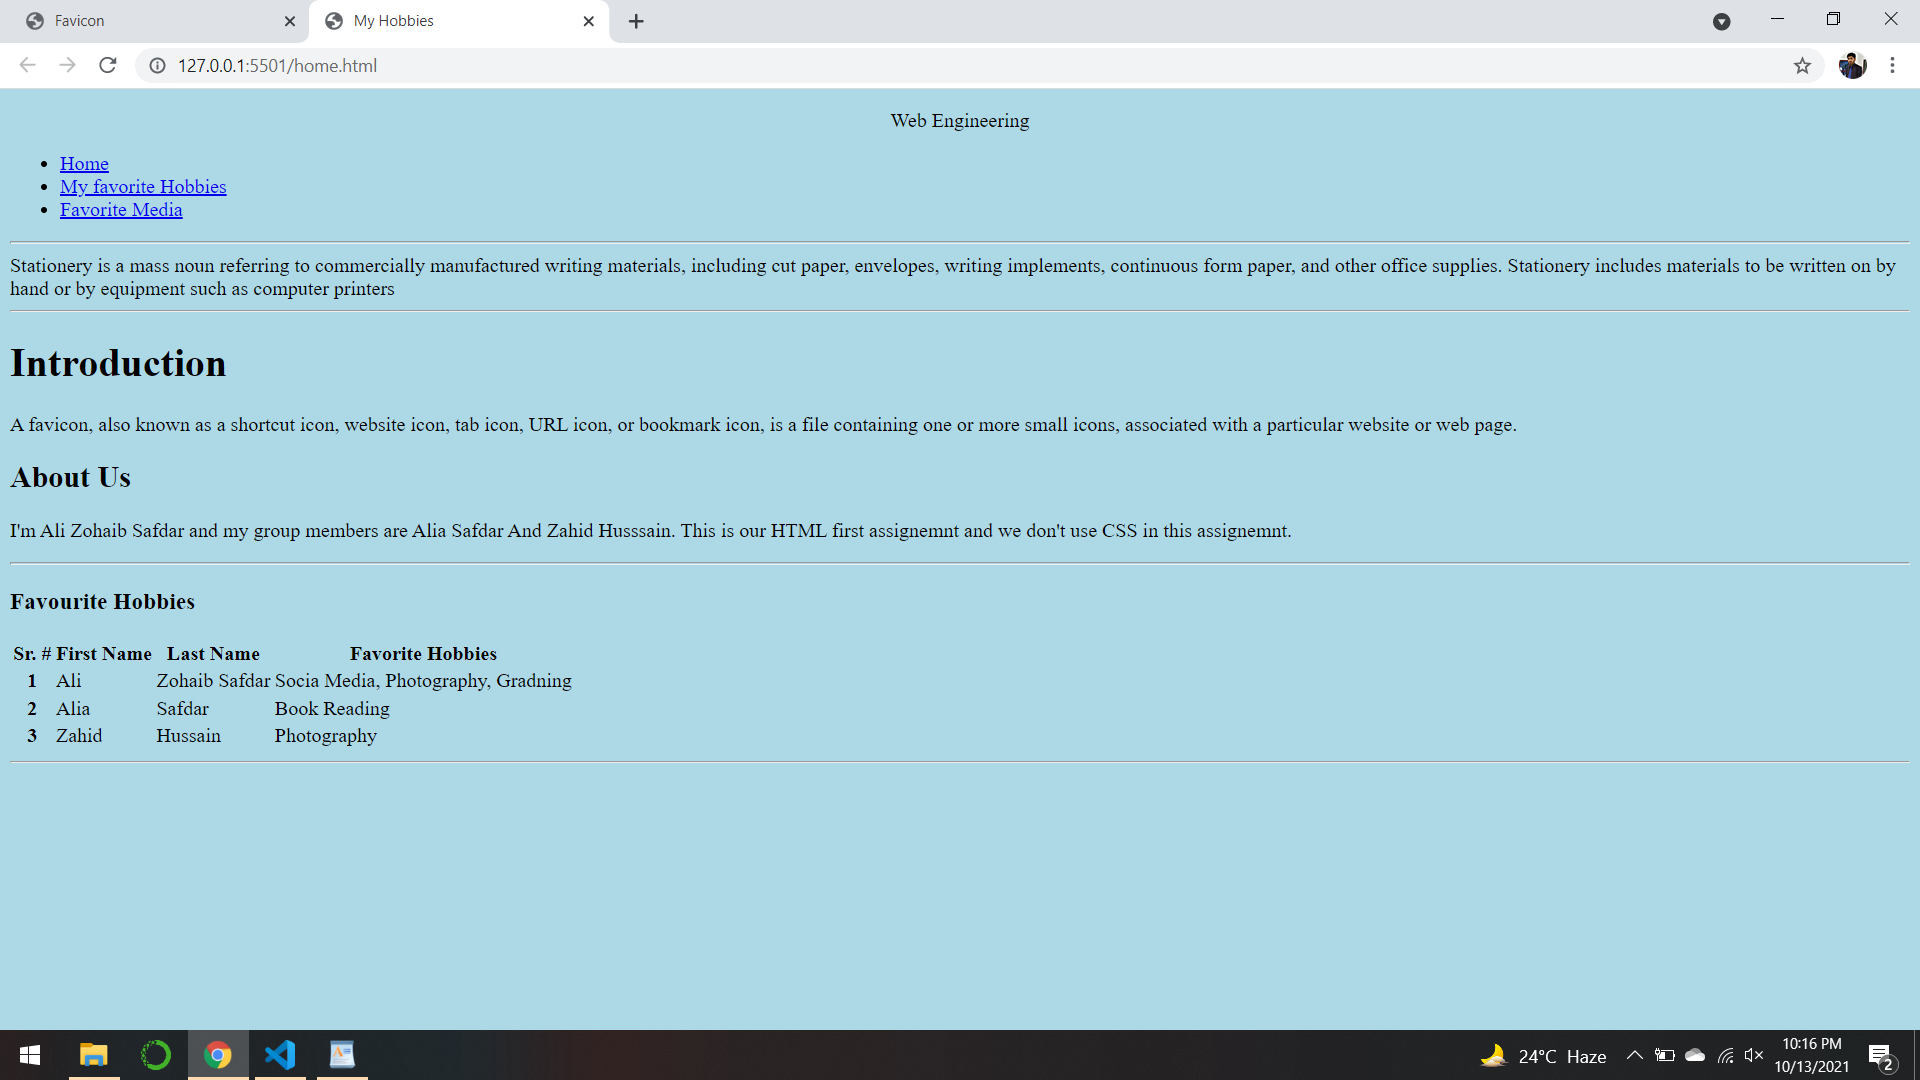 Favicon
My Hobbies
127.0.0.1:5501/home.html
Web Engineering
Home
My favorite Hobbies
Favorite Media
Stationery is a mass noun referring to commercially manufactured writing materials, including cut paper, envelopes, writing implements, continuous form paper, and other office supplies. Stationery includes materials to be written on by
hand or by equipment such as computer printers
Introduction
A favicon, also known as a shortcut icon, website icon, tab icon, URL icon, or bookmark icon, is a file containing one or more small icons, associated with a particular website or web page.
About Us
I'm Ali Zohaib Safdar and my group members are Alia Safdar And Zahid Husssain. This is our HTML first assignemnt and we don't use CSS in this assignemnt.
Favourite Hobbies
Sr. # First Name Last Name Favorite Hobbies
1 Ali Zohaib Safdar Socia Media, Photography, Gradning
2 Alia Safdar Book Reading
3 Zahid Hussain Photography
24°C Haze
10:16 PM
10/13/2021
2